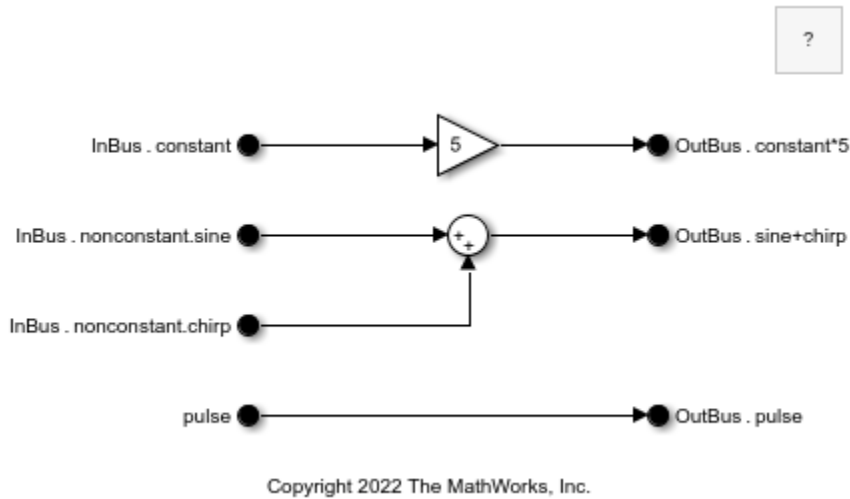 ?
InBus . constant
5
OutBus . constant*5
InBus . nonconstant.sine
+
+
OutBus . sine+chirp
InBus . nonconstant.chirp
pulse
OutBus . pulse
Copyright 2022 The MathWorks, Inc.